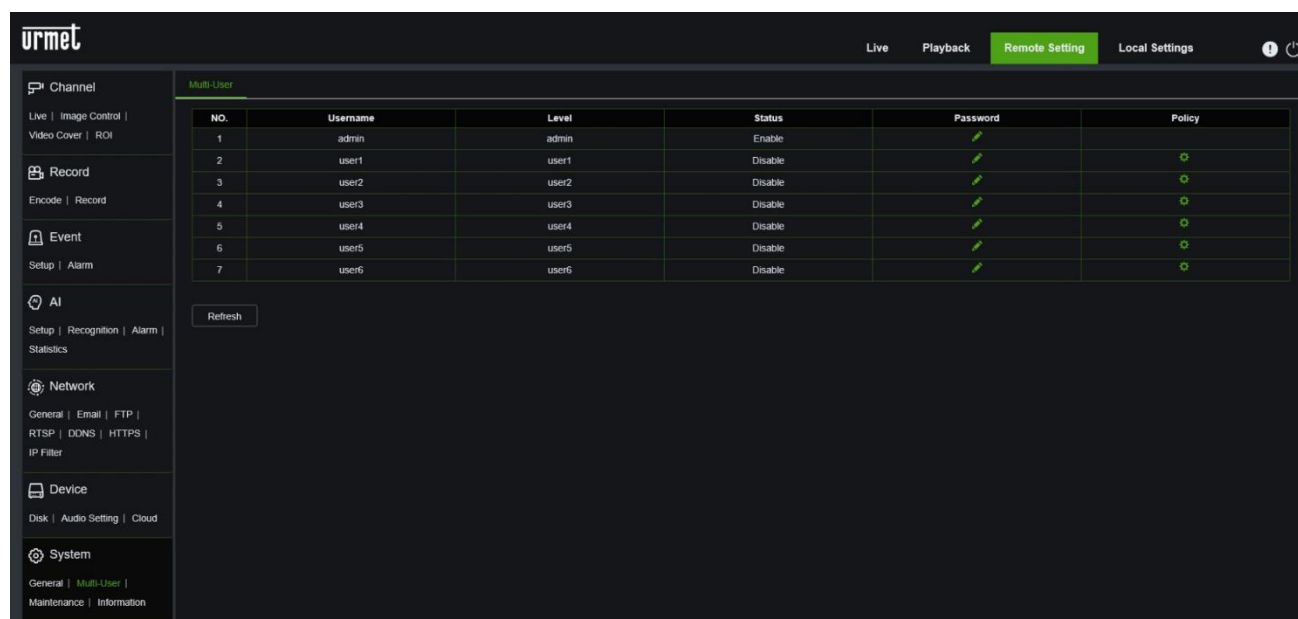 urmet
Live Playback Remote Setting Local Settings
Channel
Live | Image Control |
Video Cover | ROI
Record
Encode | Record
Event
Setup | Alarm
AI
Setup | Recognition | Alarm |
Statistics
Network
General | Email | FTP |
RTSP | DDNS | HTTPS |
IP Filter
Device
Disk | Audio Setting | Cloud
System
General | Multi-User |
Maintenance | Information
Multi-User
NO. Username Level Status Password Policy
1 admin admin Enable
2 user1 user1 Disable
3 user2 user2 Disable
4 user3 user3 Disable
5 user4 user4 Disable
6 user5 user5 Disable
7 user6 user6 Disable
Refresh